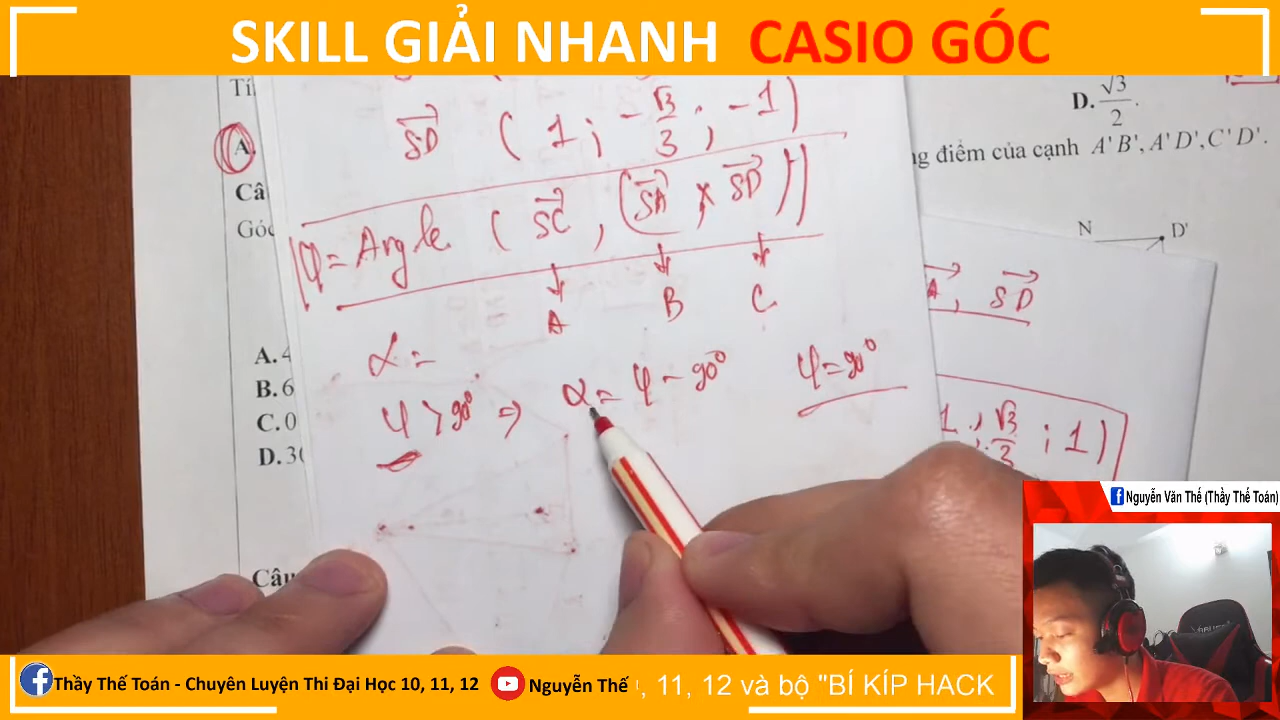 SKILL GIẢI NHANH CASIO GÓC
Tí
D. √3/2.
SD→ ( 1 ; -√3/3 ; -1 )
A.
ng điểm của cạnh A'B', A'D', C'D'.
Câ
Góc
φ = Angle ( SC→ , ( SA→ × SD→ ))
N D'
A→, SD→
A B C
α =
φ = 90°
A. 4
B. 6
C. 0
D. 30
φ > 90° ⇒ α = φ - 90°
1 ; √3/3 ; 1 )
Câu
Nguyễn Văn Thế (Thầy Thế Toán)
Thầy Thế Toán - Chuyên Luyện Thi Đại Học 10, 11, 12
Nguyễn Thế
, 11, 12 và bộ "BÍ KÍP HACK